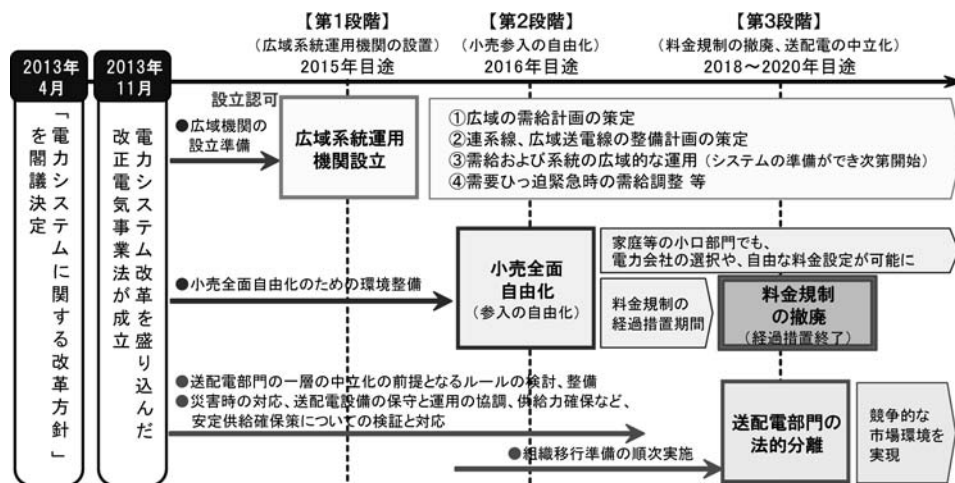 【第1段階】
(広域系統運用機関の設置)
2015年目途
【第2段階】
(小売参入の自由化)
2016年目途
【第3段階】
(料金規制の撤廃、送配電の中立化)
2018～2020年目途
2013年
4月
2013年
11月
「電力システムに関する改革方針」
を閣議決定
電力システム改革を盛り込んだ
改正電気事業法が成立
設立認可
●広域機関の
設立準備
広域系統運用
機関設立
①広域の需給計画の策定
②連系線、広域送電線の整備計画の策定
③需給および系統の広域的な運用（システムの準備ができ次第開始）
④需要ひっ迫緊急時の需給調整 等
●小売全面自由化のための環境整備
小売全面
自由化
(参入の自由化)
家庭等の小口部門でも、
電力会社の選択や、自由な料金設定が可能に
料金規制の
経過措置期間
料金規制
の撤廃
(経過措置終了)
●送配電部門の一層の中立化の前提となるルールの検討、整備
●災害時の対応、送配電設備の保守と運用の協調、供給力確保など、
安定供給確保策についての検証と対応
●組織移行準備の順次実施
送配電部門の
法的分離
競争的な
市場環境を
実現